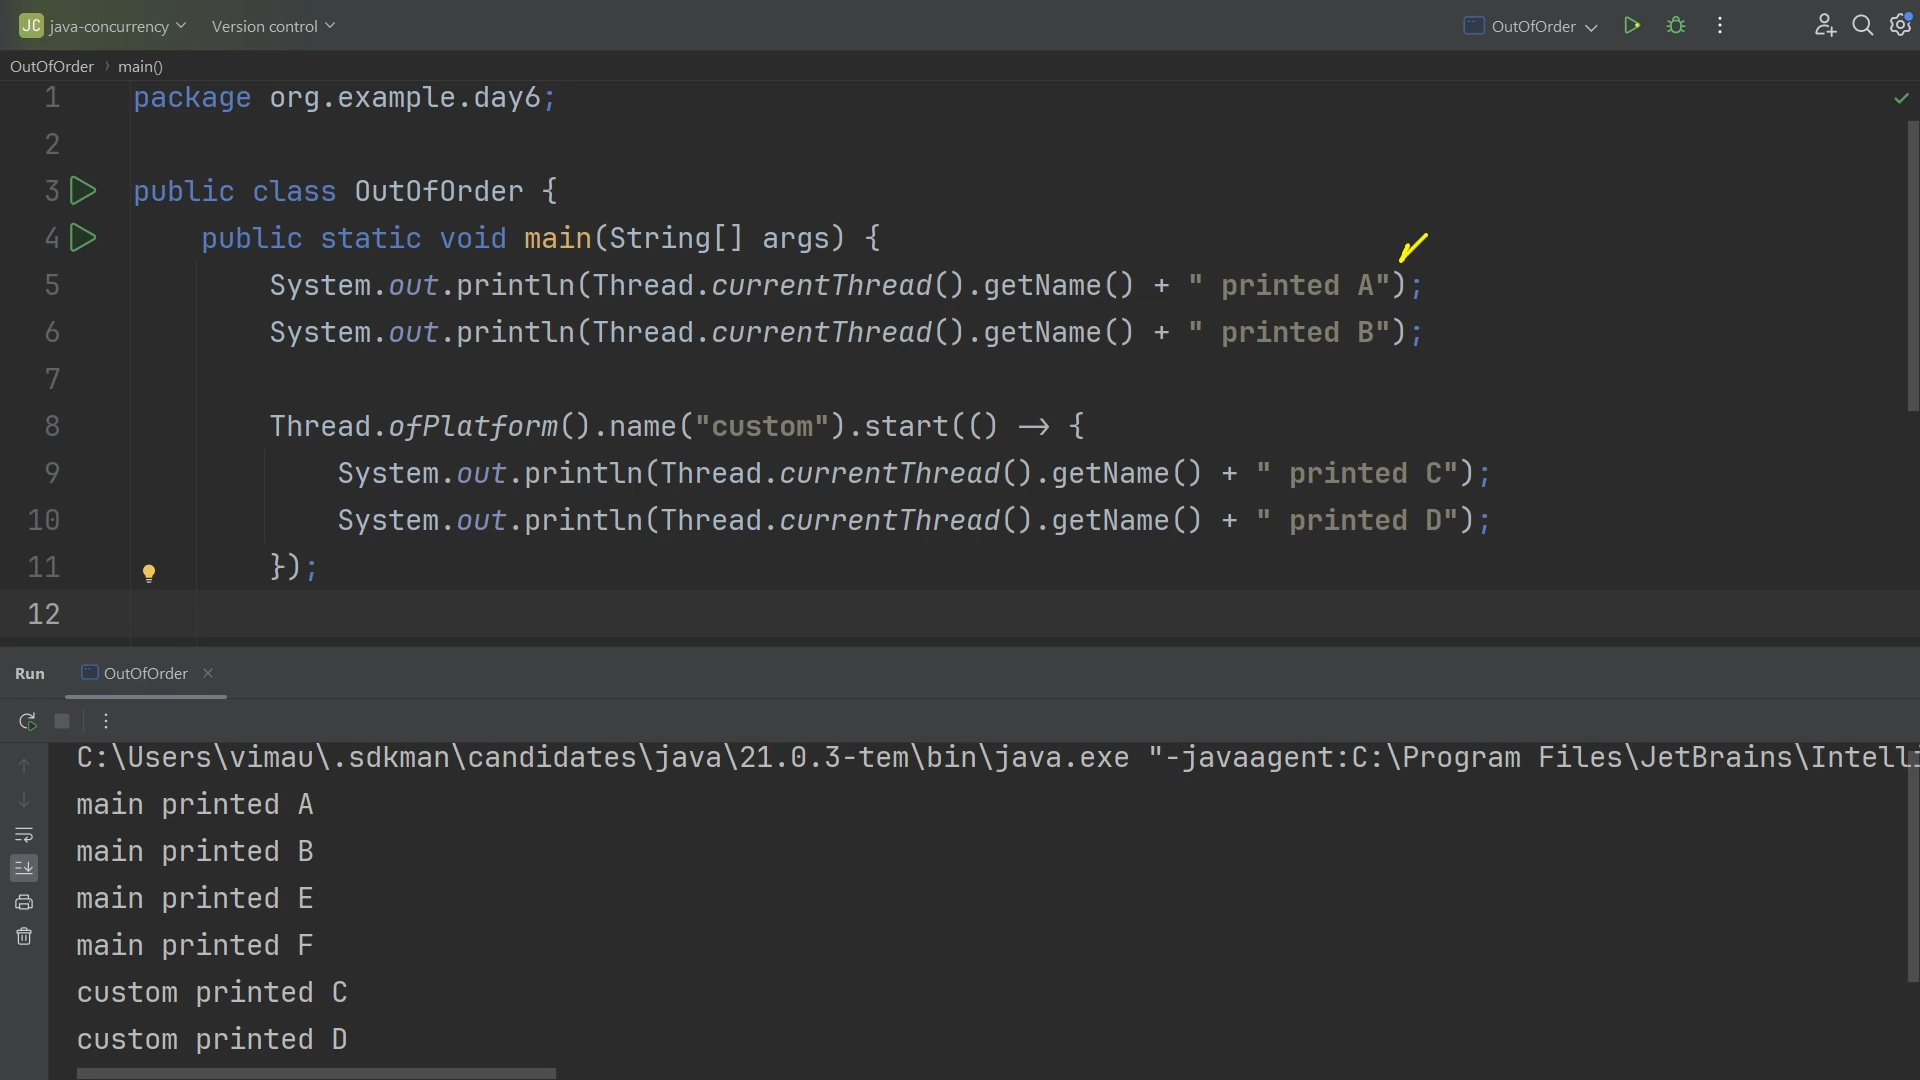 JC java-concurrency Version control OutOfOrder
OutOfOrder › main()
1 package org.example.day6;
2
3 public class OutOfOrder {
4 public static void main(String[] args) {
5 System.out.println(Thread.currentThread().getName() + " printed A");
6 System.out.println(Thread.currentThread().getName() + " printed B");
7
8 Thread.ofPlatform().name("custom").start(() -> {
9 System.out.println(Thread.currentThread().getName() + " printed C");
10 System.out.println(Thread.currentThread().getName() + " printed D");
11 });
12
Run OutOfOrder
C:\Users\vimau\.sdkman\candidates\java\21.0.3-tem\bin\java.exe "-javaagent:C:\Program Files\JetBrains\Intelli
main printed A
main printed B
main printed E
main printed F
custom printed C
custom printed D